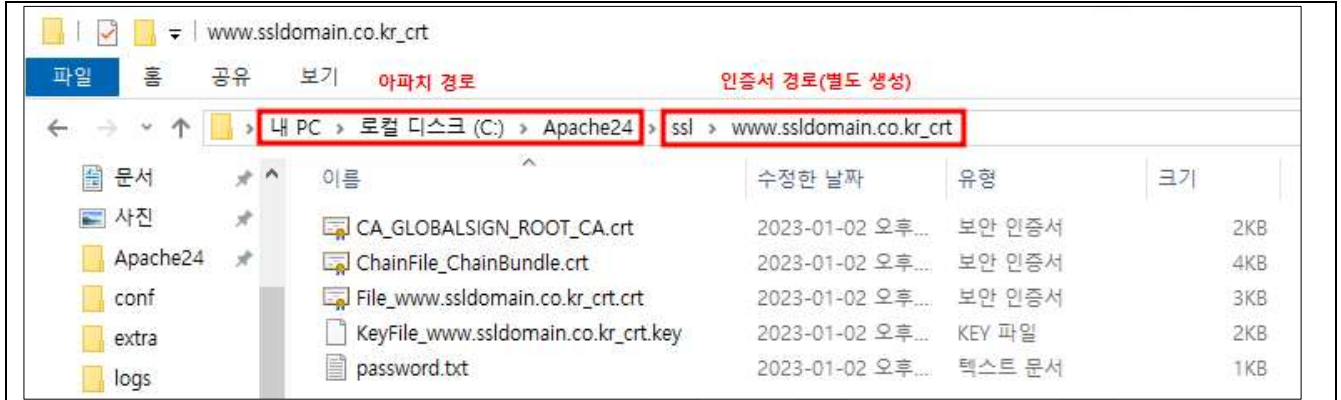 www.ssldomain.co.kr_crt
파일 홈 공유 보기 아파치 경로 인증서 경로(별도 생성)
내 PC > 로컬 디스크 (C:) > Apache24 > ssl > www.ssldomain.co.kr_crt
문서 이름 수정한 날짜 유형 크기
사진 CA_GLOBALSIGN_ROOT_CA.crt 2023-01-02 오후... 보안 인증서 2KB
Apache24 ChainFile_ChainBundle.crt 2023-01-02 오후... 보안 인증서 4KB
conf File_www.ssldomain.co.kr_crt.crt 2023-01-02 오후... 보안 인증서 3KB
extra KeyFile_www.ssldomain.co.kr_crt.key 2023-01-02 오후... KEY 파일 2KB
logs password.txt 2023-01-02 오후... 텍스트 문서 1KB